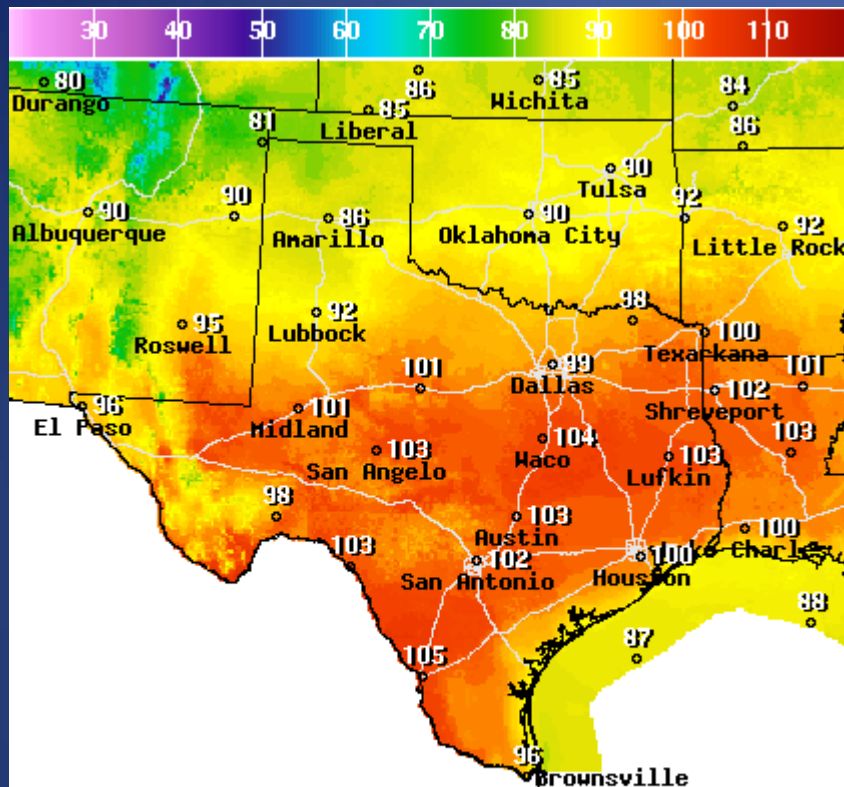 30 40 50 60 70 80 90 100 110
80
Durango
86
85
Wichita
84
85
Liberal
81
86
90
Tulsa
90
Albuquerque
90
86
Amarillo
90
Oklahoma City
92
92
Little Rock
95
Roswell
92
Lubbock
98
100
Texarkana
99
Dallas
101
102
Shreveport
101
96
El Paso
101
Midland
103
San Angelo
104
Waco
103
Lufkin
103
98
103
Austin
100
Charles
103
102
San Antonio
100
Houston
88
87
105
96
Brownsville